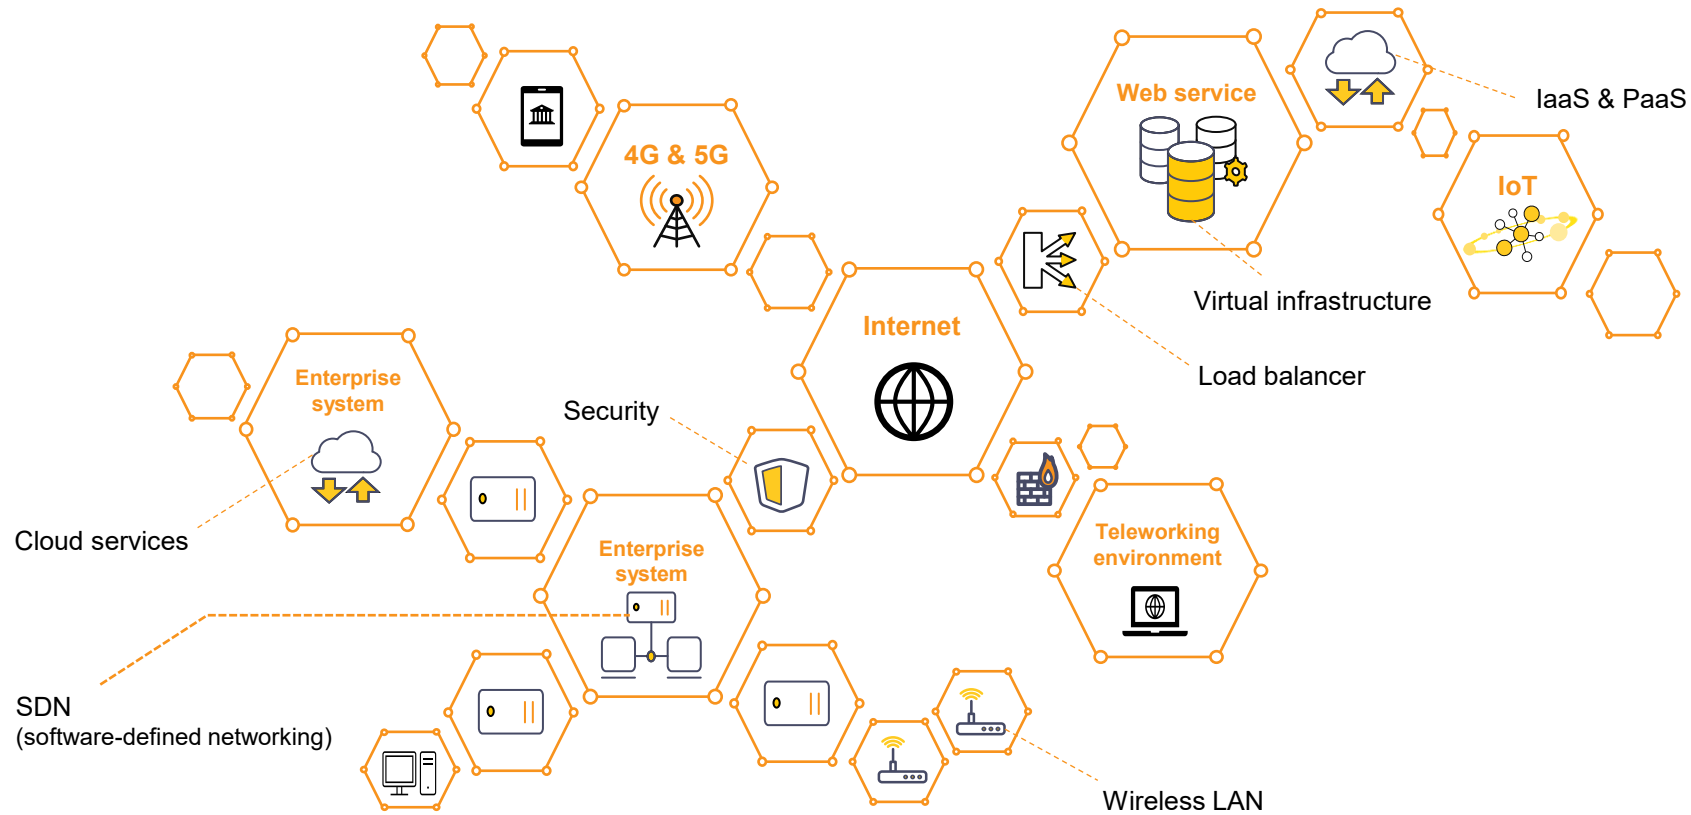 Web service
IaaS & PaaS
4G & 5G
IoT
Virtual infrastructure
Internet
Load balancer
Enterprise
system
Security
Cloud services
Enterprise
system
Teleworking
environment
SDN
(software-defined networking)
Wireless LAN